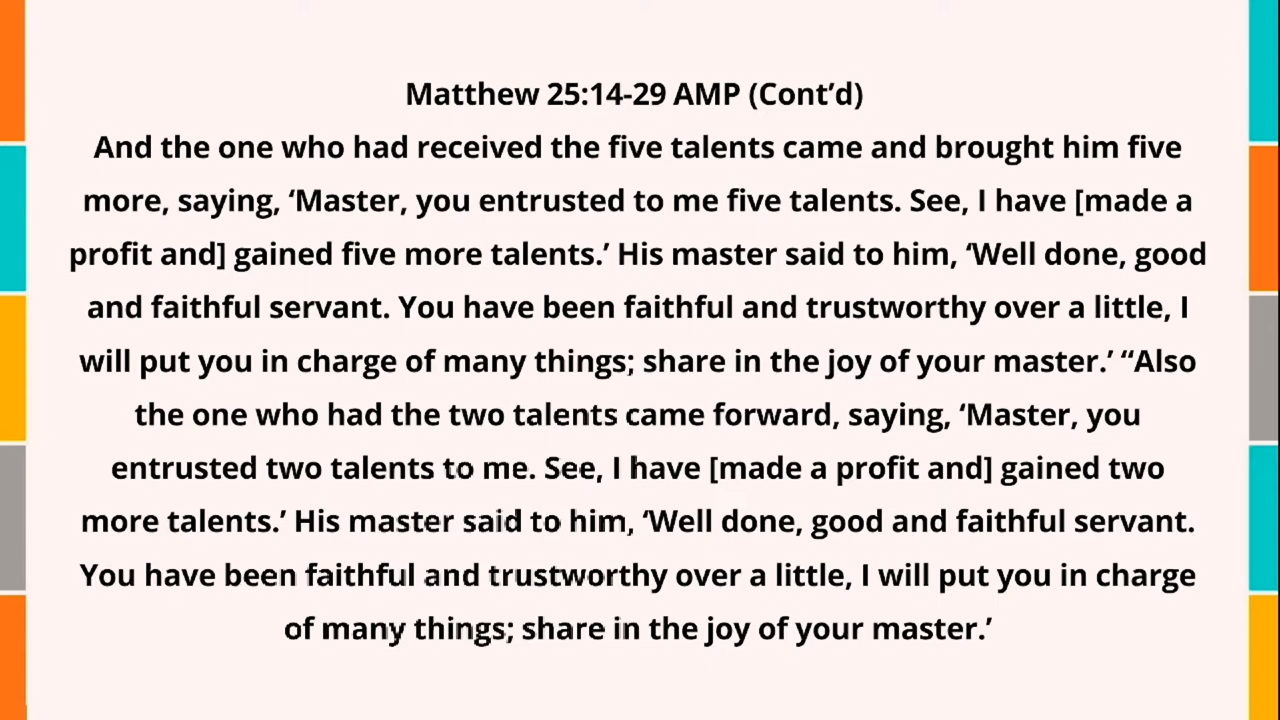 Matthew 25:14-29 AMP (Cont’d)
And the one who had received the five talents came and brought him five
more, saying, ‘Master, you entrusted to me five talents. See, I have [made a
profit and] gained five more talents.’ His master said to him, ‘Well done, good
and faithful servant. You have been faithful and trustworthy over a little, I
will put you in charge of many things; share in the joy of your master.’ “Also
the one who had the two talents came forward, saying, ‘Master, you
entrusted two talents to me. See, I have [made a profit and] gained two
more talents.’ His master said to him, ‘Well done, good and faithful servant.
You have been faithful and trustworthy over a little, I will put you in charge
of many things; share in the joy of your master.’